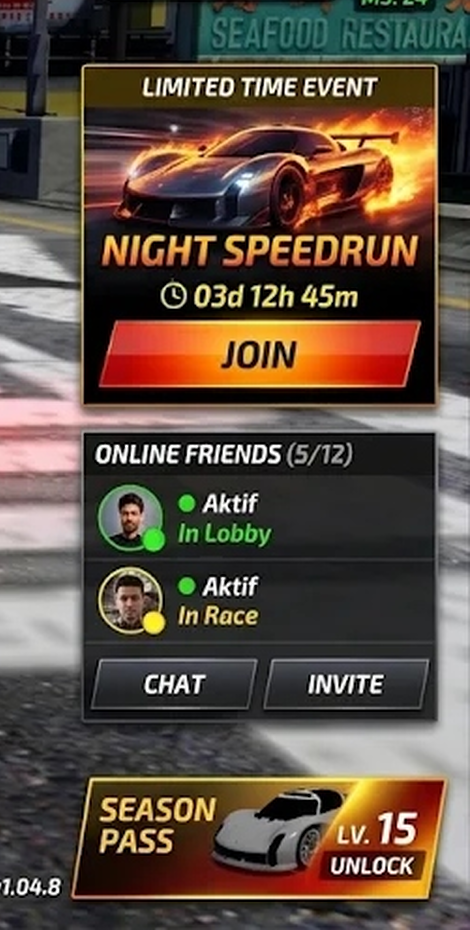 SEAFOOD RESTAURA
LIMITED TIME EVENT
NIGHT SPEEDRUN
03d 12h 45m
JOIN
ONLINE FRIENDS (5/12)
Aktif
In Lobby
Aktif
In Race
CHAT
INVITE
SEASON
PASS
LV. 15
UNLOCK
1.04.8